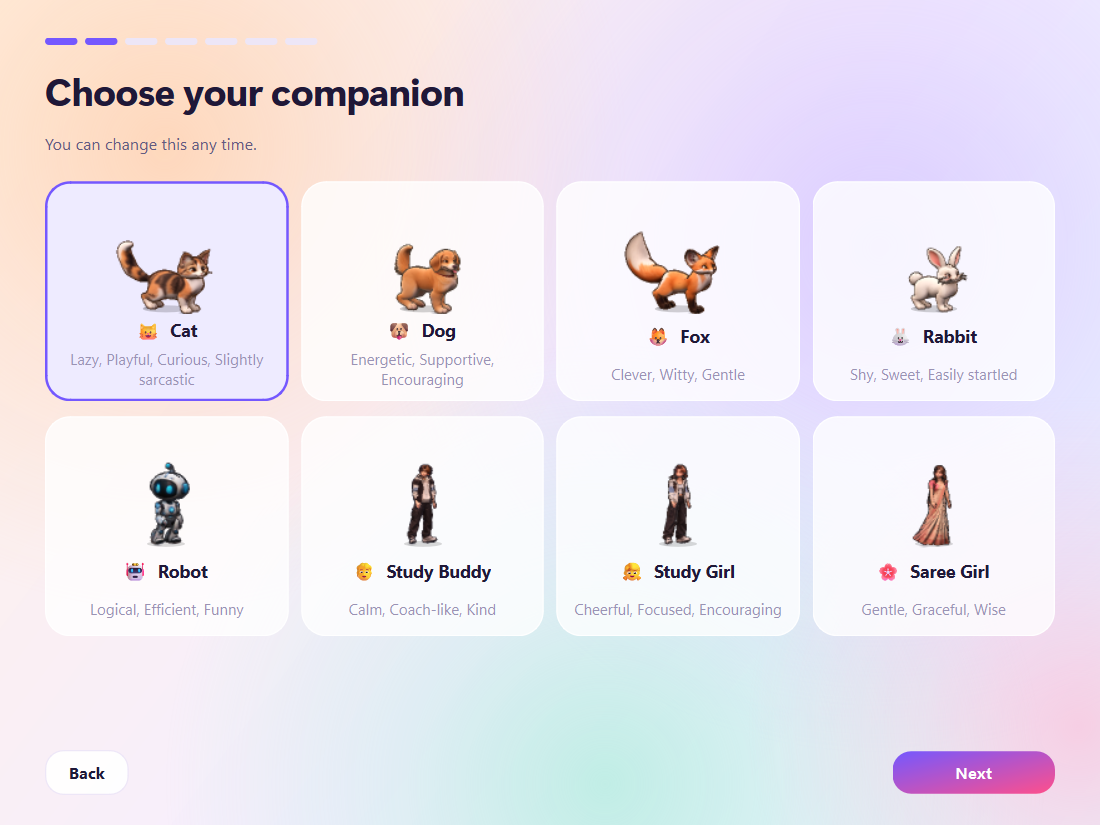 Choose your companion
You can change this any time.
Cat
Lazy, Playful, Curious, Slightly
sarcastic
Dog
Energetic, Supportive,
Encouraging
Fox
Clever, Witty, Gentle
Rabbit
Shy, Sweet, Easily startled
Robot
Logical, Efficient, Funny
Study Buddy
Calm, Coach-like, Kind
Study Girl
Cheerful, Focused, Encouraging
Saree Girl
Gentle, Graceful, Wise
Back
Next